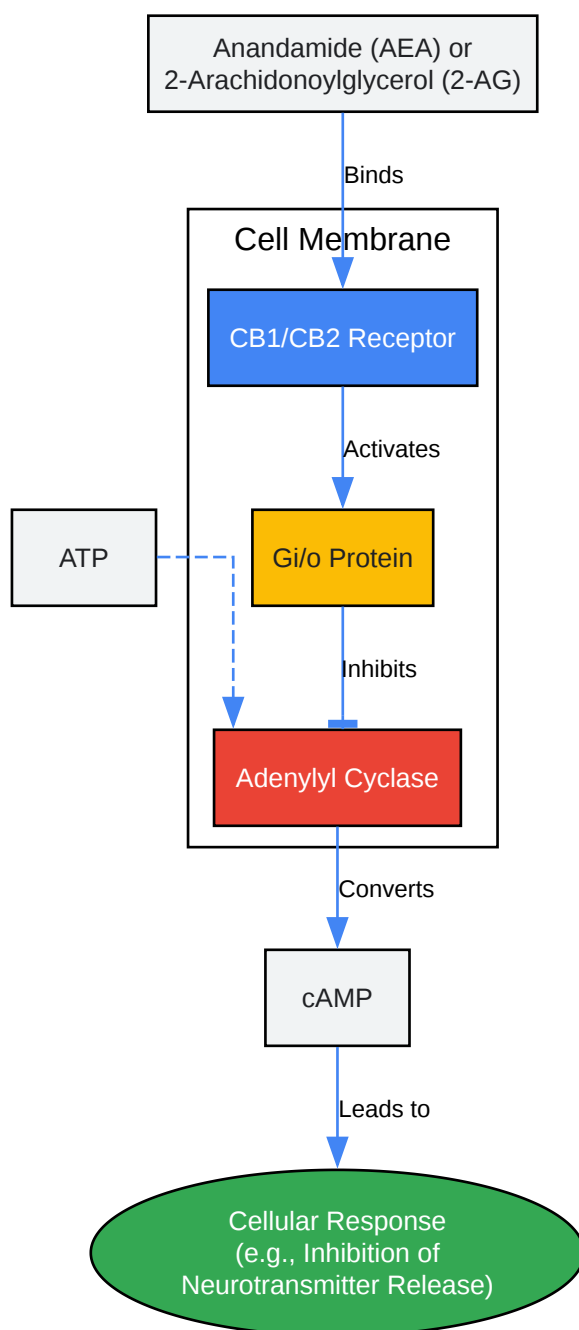 Anandamide (AEA) or
2-Arachidonoylglycerol (2-AG)
Binds
Cell Membrane
CB1/CB2 Receptor
Activates
ATP
Gi/o Protein
Inhibits
Adenylyl Cyclase
Converts
cAMP
Leads to
Cellular Response
(e.g., Inhibition of
Neurotransmitter Release)